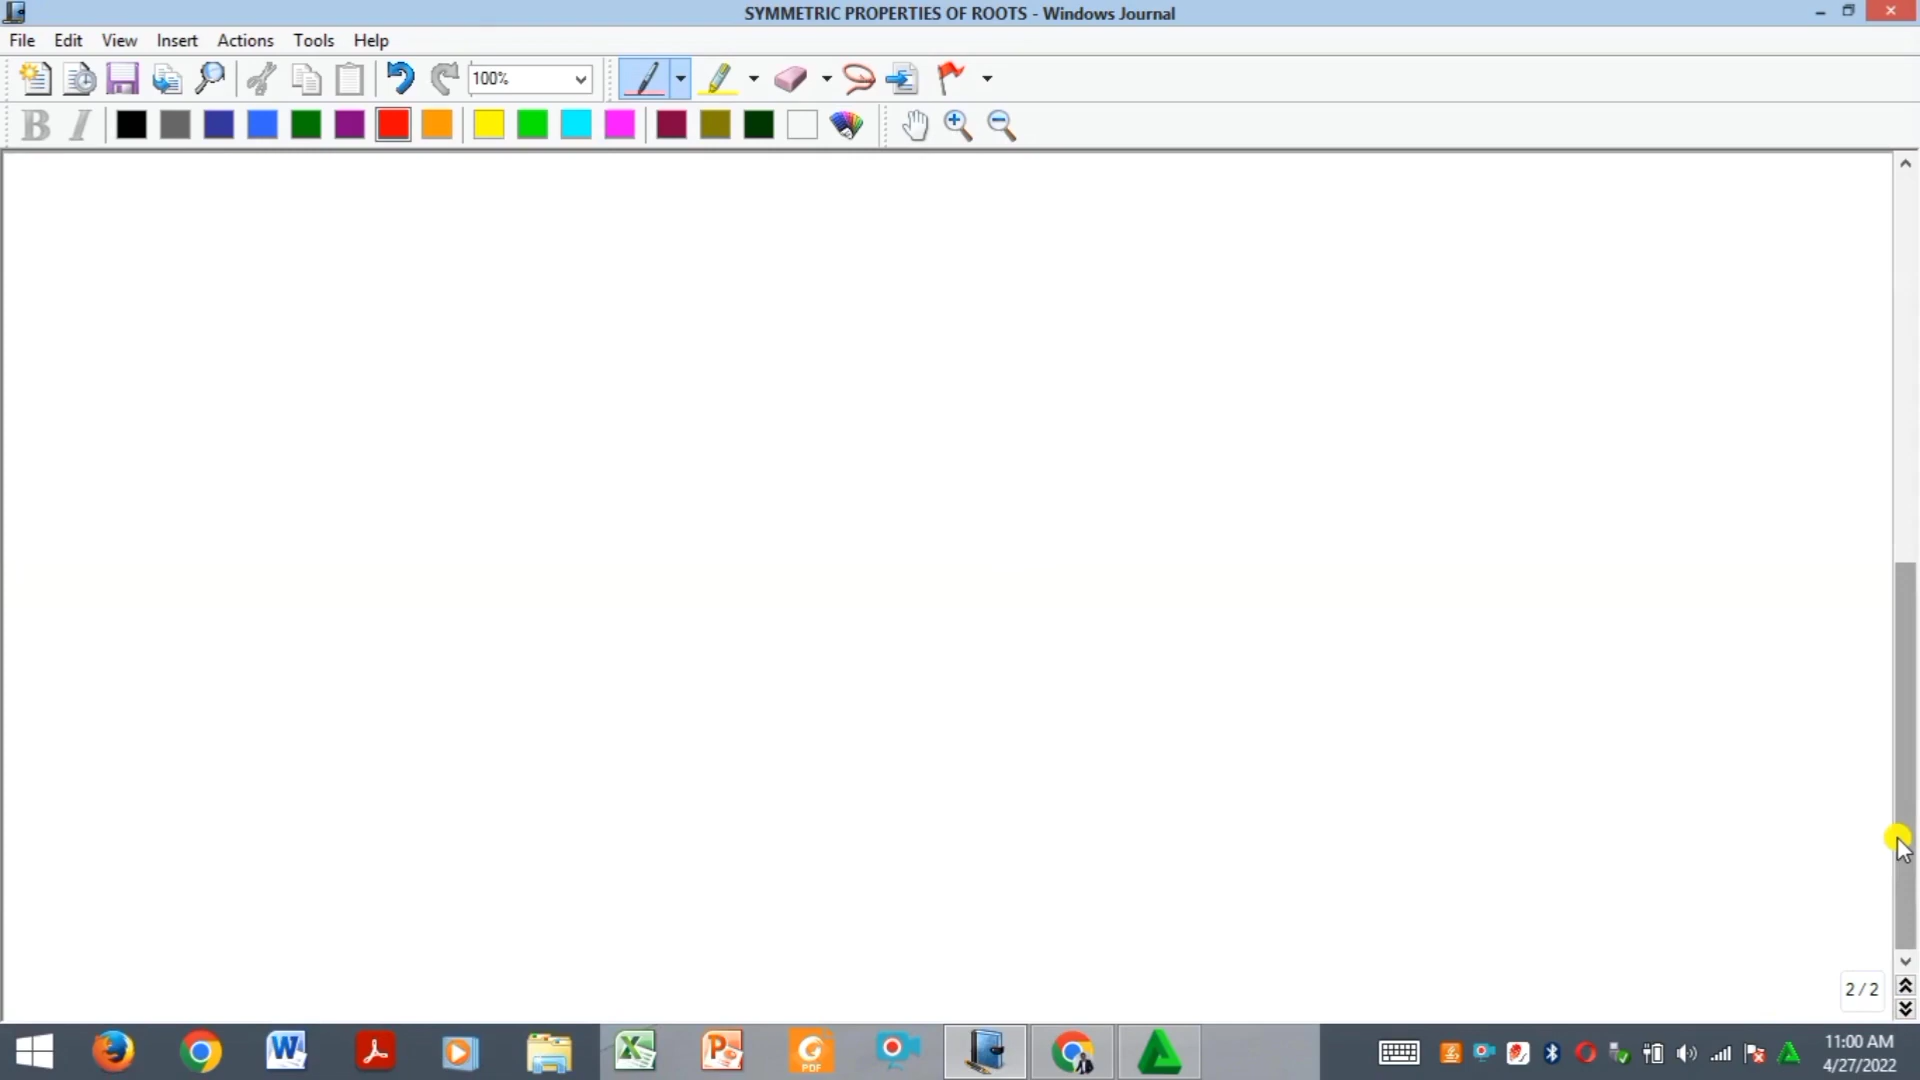 SYMMETRIC PROPERTIES OF ROOTS - Windows Journal
File Edit View Insert Actions Tools Help
100%
B I
2 / 2
PDF
11:00 AM
4/27/2022